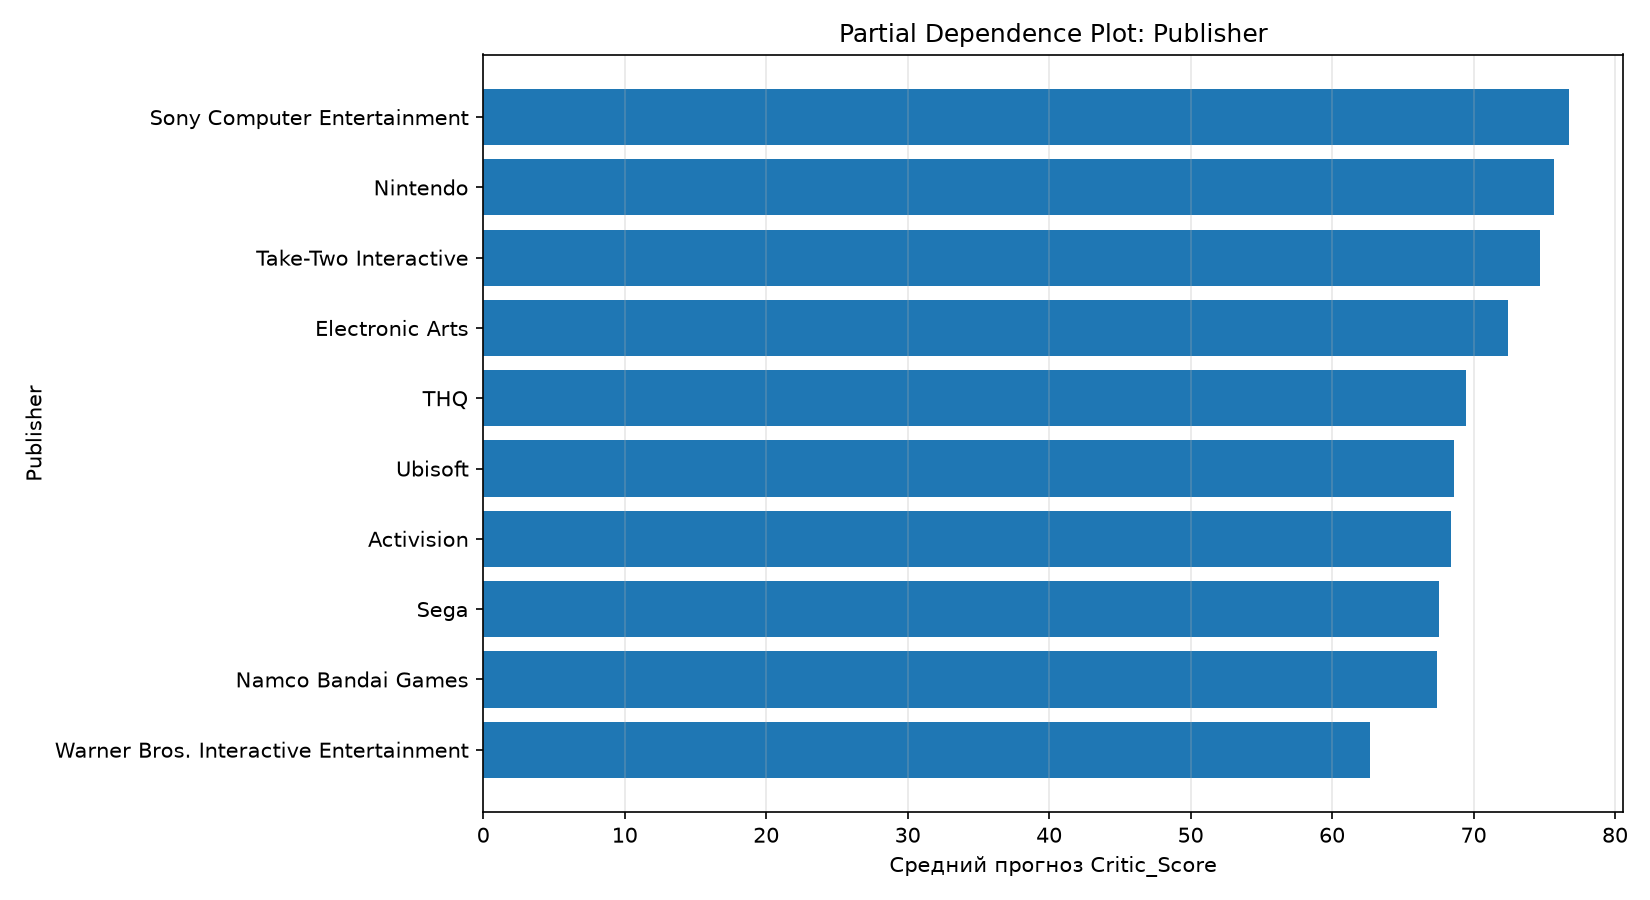 Partial Dependence Plot: Publisher
Publisher
Sony Computer Entertainment
Nintendo
Take-Two Interactive
Electronic Arts
THQ
Ubisoft
Activision
Sega
Namco Bandai Games
Warner Bros. Interactive Entertainment
0 10 20 30 40 50 60 70 80
Средний прогноз Critic_Score